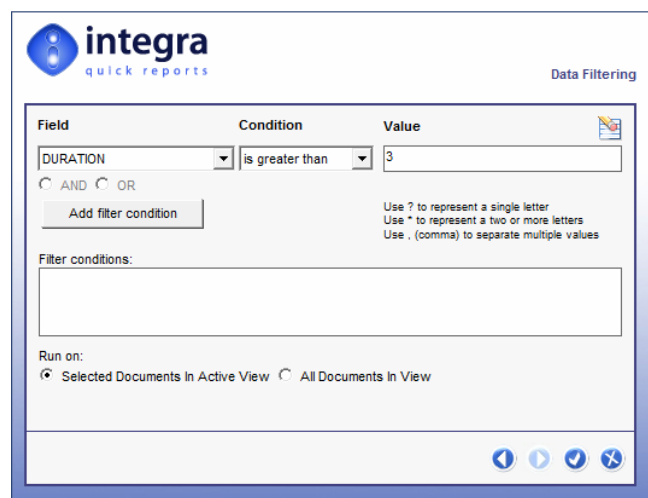 integra
quick reports
Data Filtering
Field Condition Value
DURATION is greater than 3
AND OR
Add filter condition
Use ? to represent a single letter
Use * to represent a two or more letters
Use , (comma) to separate multiple values
Filter conditions:
Run on:
Selected Documents In Active View All Documents In View